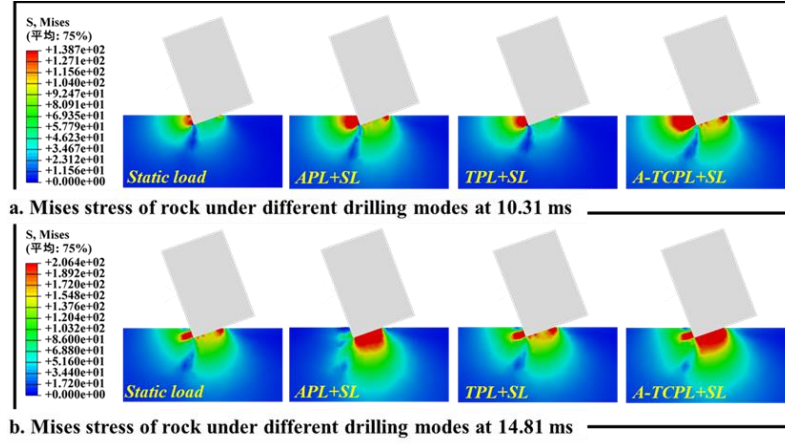 S, Mises
(平均: 75%)
+1.387e+02
+1.271e+02
+1.156e+02
+1.040e+02
+9.247e+01
+8.091e+01
+6.935e+01
+5.779e+01
+4.623e+01
+3.467e+01
+2.312e+01
+1.156e+01
+0.000e+00
Static load
APL+SL
TPL+SL
A-TCPL+SL
a. Mises stress of rock under different drilling modes at 10.31 ms
S, Mises
(平均: 75%)
+2.064e+02
+1.892e+02
+1.720e+02
+1.548e+02
+1.376e+02
+1.204e+02
+1.032e+02
+8.600e+01
+6.880e+01
+5.160e+01
+3.440e+01
+1.720e+01
+0.000e+00
Static load
APL+SL
TPL+SL
A-TCPL+SL
b. Mises stress of rock under different drilling modes at 14.81 ms